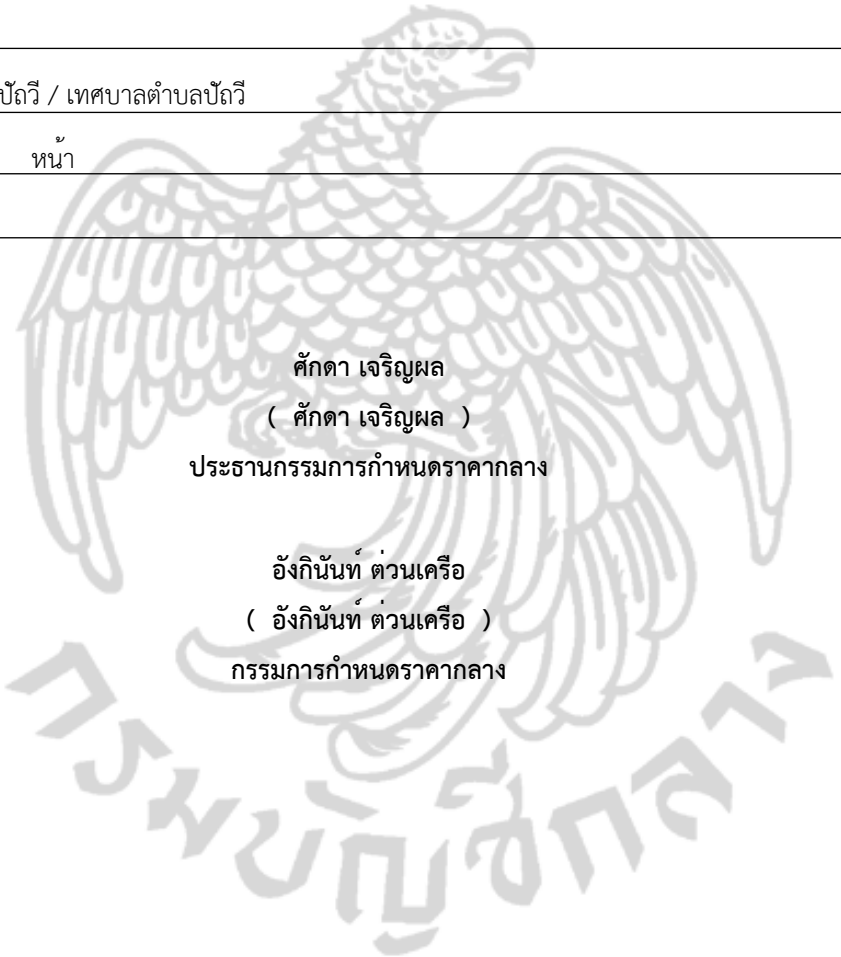 ปัถวี / เทศบาลตำบลปัถวี
หน้า
ศักดา เจริญผล
( ศักดา เจริญผล )
ประธานกรรมการกำหนดราคากลาง
อังกินันท์ ต่วนเครือ
( อังกินันท์ ต่วนเครือ )
กรรมการกำหนดราคากลาง
กรมบัญชีกลาง